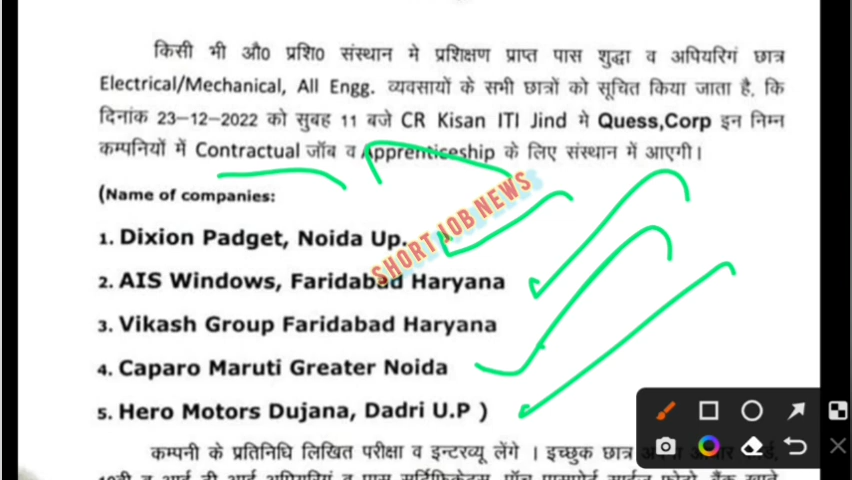 किसी भी औ0 प्रशि0 संस्थान मे प्रशिक्षण प्राप्त पास शुद्धा व अपियरिगं छात्र
Electrical/Mechanical, All Engg. व्यवसायों के सभी छात्रों को सूचित किया जाता है, कि
दिनांक 23-12-2022 को सुबह 11 बजे CR Kisan ITI Jind मे Quess,Corp इन निम्न
कम्पनियों में Contractual जॉब व Apprenticeship के लिए संस्थान में आएगी।
(Name of companies:
SHORT JOB NEWS
1. Dixion Padget, Noida Up.
2. AIS Windows, Faridabad Haryana
3. Vikash Group Faridabad Haryana
4. Caparo Maruti Greater Noida
5. Hero Motors Dujana, Dadri U.P )
कम्पनी के प्रतिनिधि लिखित परीक्षा व इन्टरव्यू लेंगे । इच्छुक छात्र